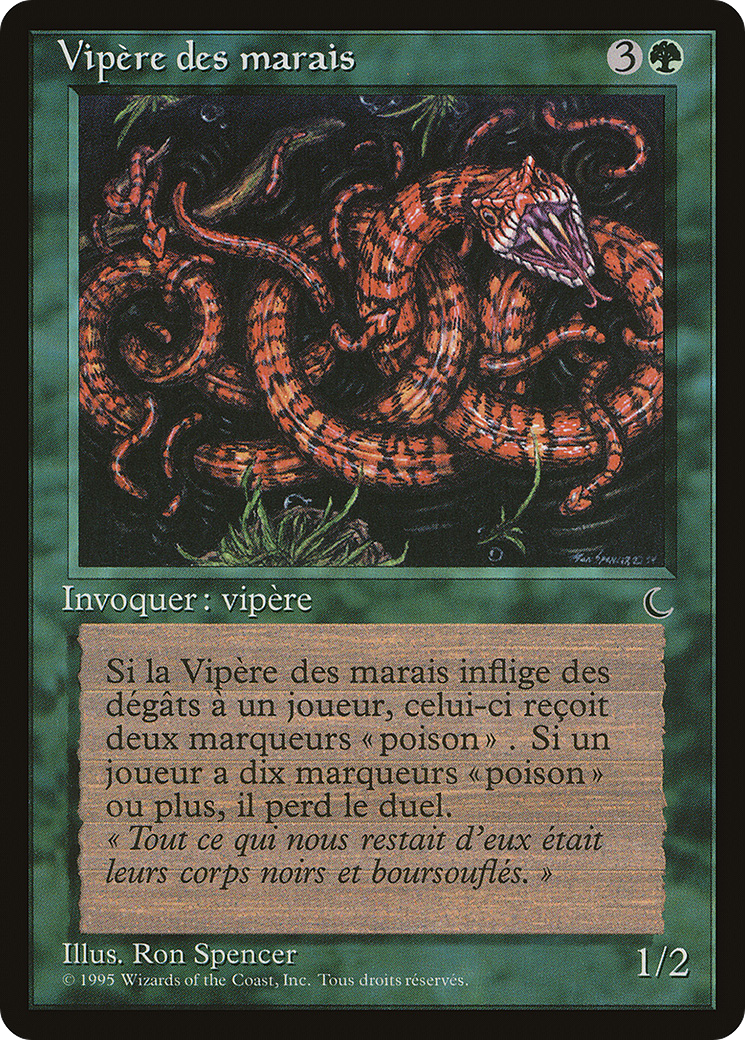 Vipère des marais
3
Invoquer : vipère
Si la Vipère des marais inflige des
dégâts à un joueur, celui-ci reçoit
deux marqueurs « poison » . Si un
joueur a dix marqueurs « poison »
ou plus, il perd le duel.
« Tout ce qui nous restait d'eux était
leurs corps noirs et boursouflés. »
Illus. Ron Spencer
1/2
© 1995 Wizards of the Coast, Inc. Tous droits réservés.